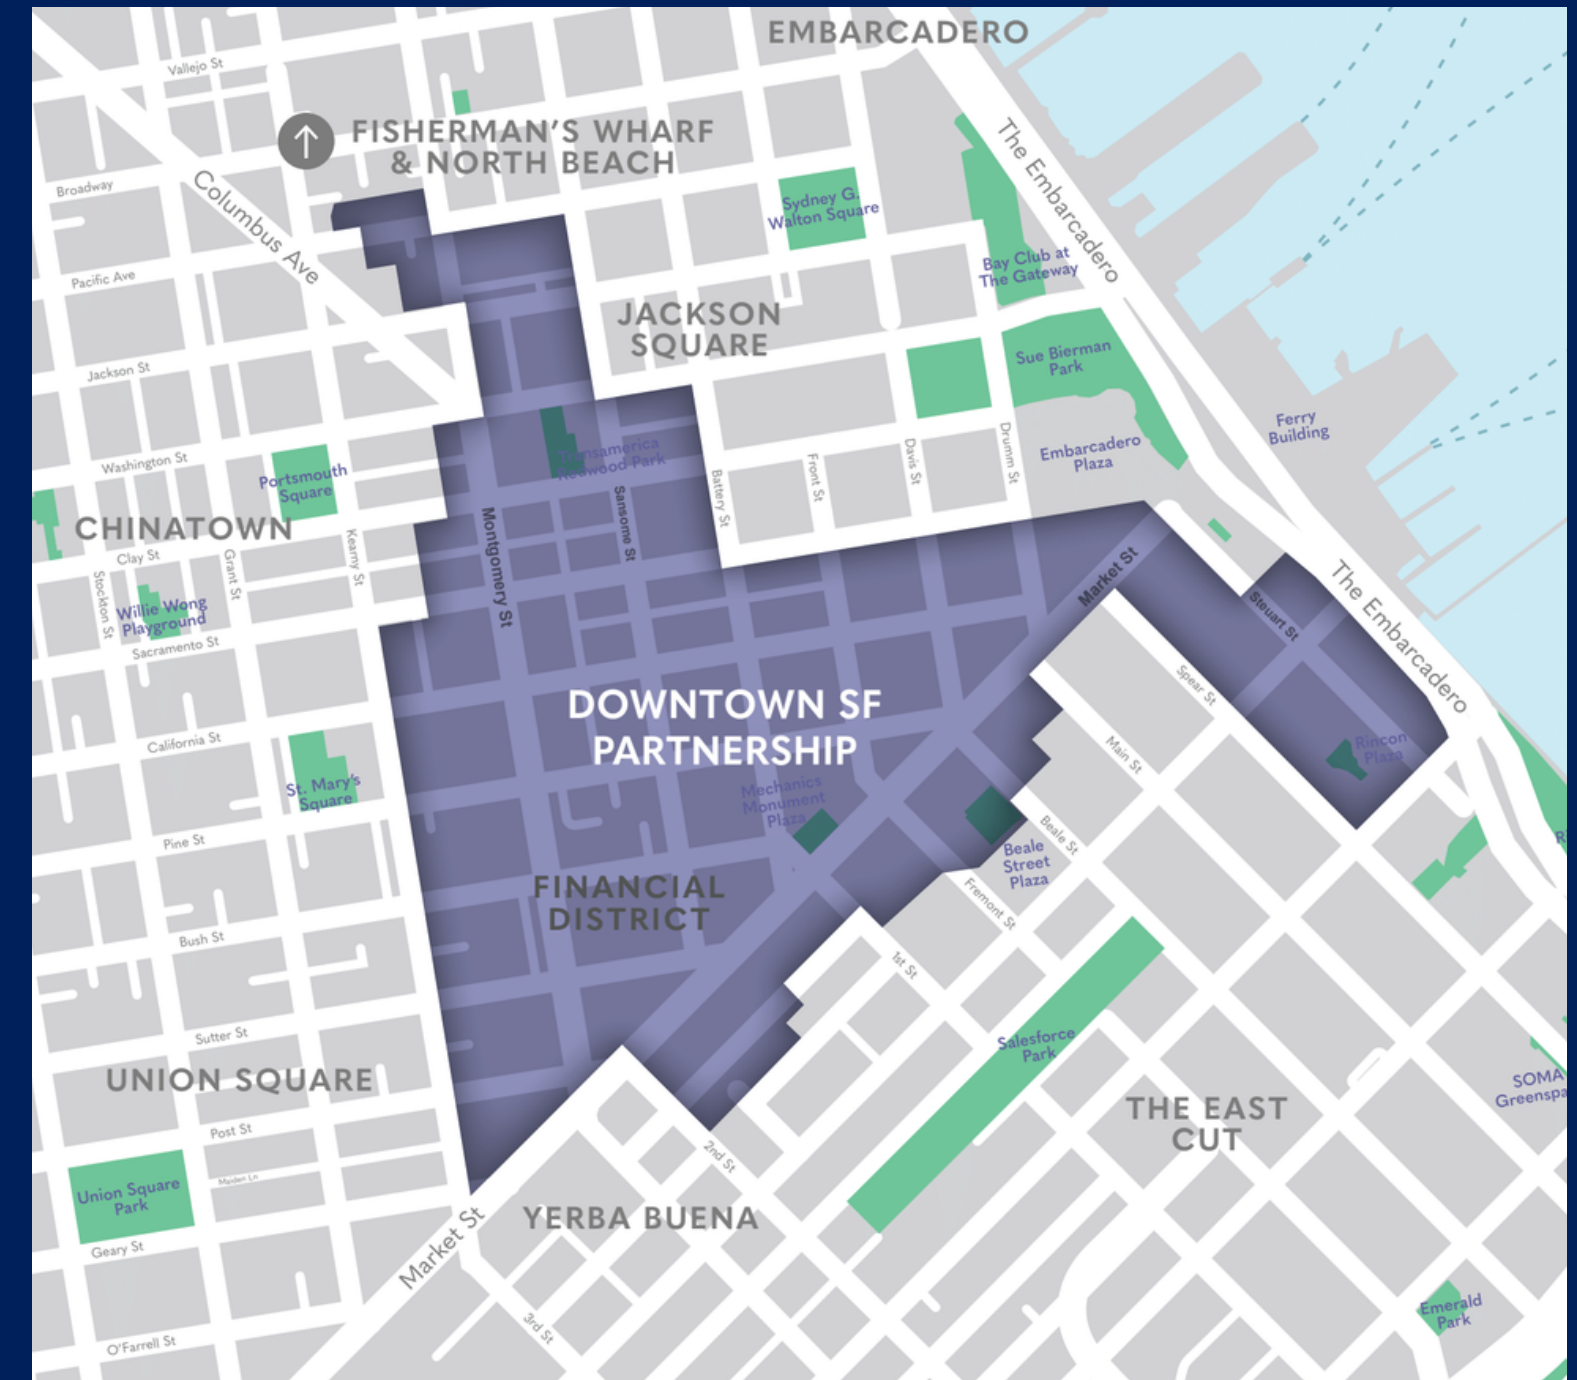 EMBARCADERO
Vallejo St
FISHERMAN'S WHARF
& NORTH BEACH
The Embarcadero
Broadway
Columbus Ave
Sydney G.
Walton Square
Pacific Ave
Bay Club at
The Gateway
JACKSON
SQUARE
Jackson St
Sue Bierman
Park
Ferry
Building
Embarcadero
Plaza
Washington St
Portsmouth
Square
Transamerica
Redwood Park
Battery St
Front St
Davis St
Drumm St
CHINATOWN
Clay St
Stockton St
Grant St
Kearny St
Montgomery St
Sansome St
Market St
Steuart St
The Embarcadero
Willie Wong
Playground
Sacramento St
Spear St
DOWNTOWN SF
PARTNERSHIP
California St
Main St
Rincon
Plaza
St. Mary's
Square
Mechanics
Monument
Plaza
Beale St
Beale
Street
Plaza
Pine St
FINANCIAL
DISTRICT
Fremont St
Bush St
1st St
Sutter St
Salesforce
Park
UNION SQUARE
SOMA
Greenspa
THE EAST
CUT
Post St
2nd St
Maiden Ln
Union Square
Park
YERBA BUENA
Geary St
Market St
3rd St
Emerald
Park
O'Farrell St